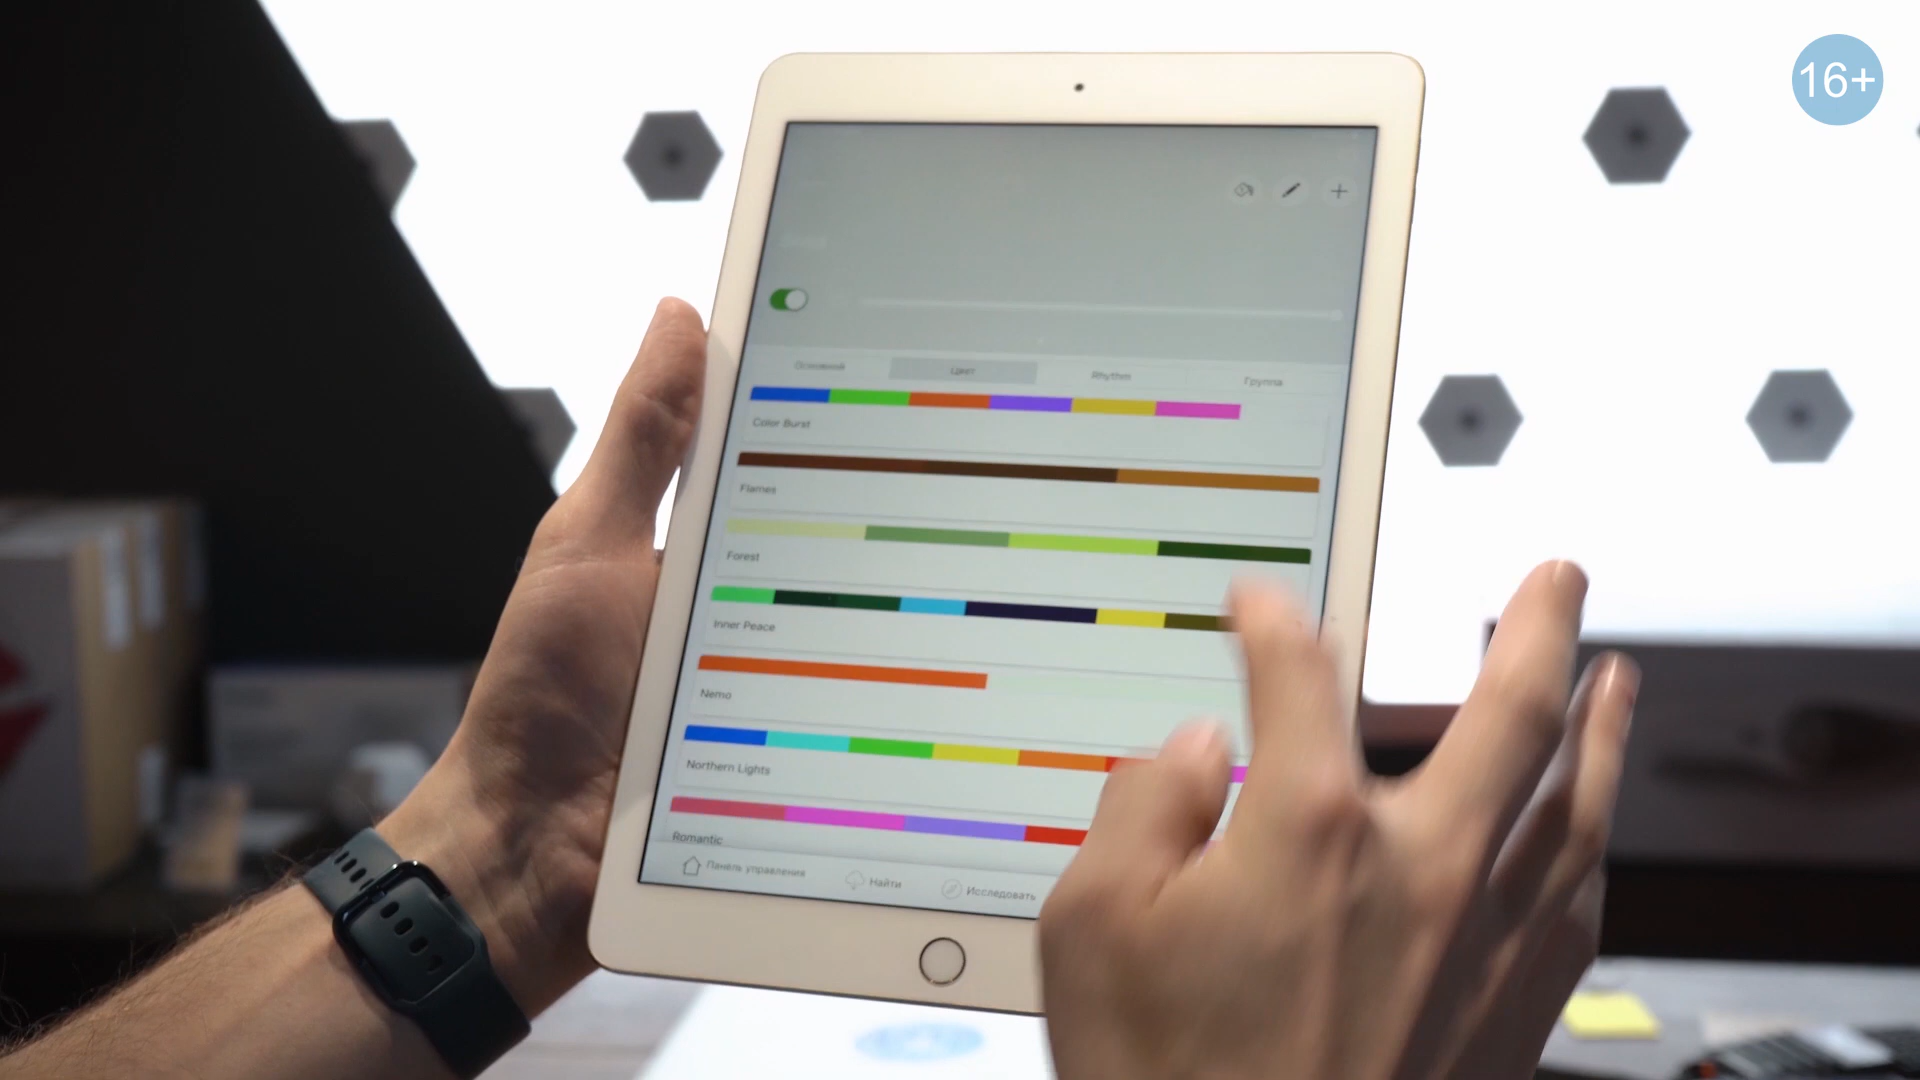 16+
Основной Цвет Rhythm Группа
Color Burst
Flames
Forest
Inner Peace
Nemo
Northern Lights
Romantic
Панель управления Найти Исследовать